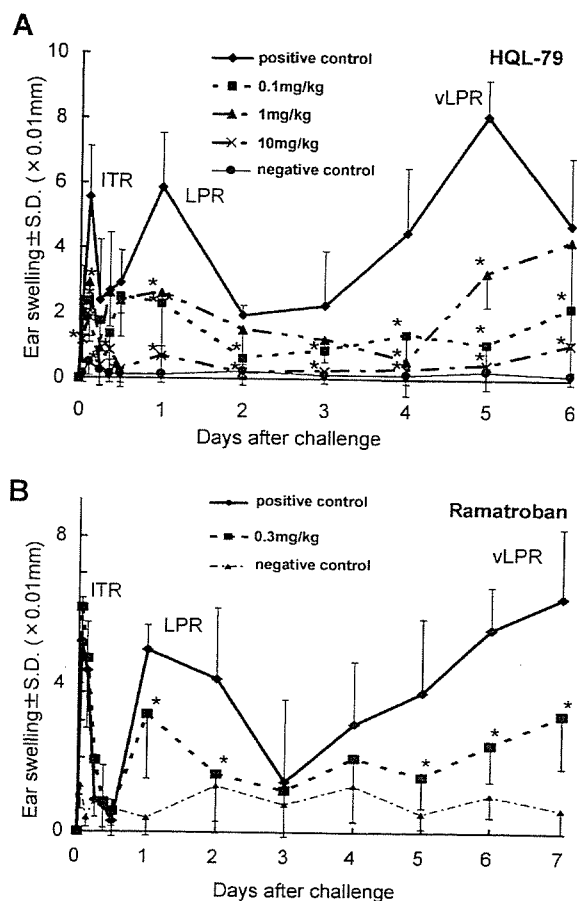 A
HQL-79
positive control
0.1mg/kg
1mg/kg
10mg/kg
negative control
ITR
LPR
vLPR
Ear swelling±S.D. (×0.01mm)
10
8
6
4
2
0
0 1 2 3 4 5 6
Days after challenge
B
Ramatroban
positive control
0.3mg/kg
negative control
ITR
LPR
vLPR
Ear swelling±S.D. (×0.01mm)
8
4
0
0 1 2 3 4 5 6 7
Days after challenge